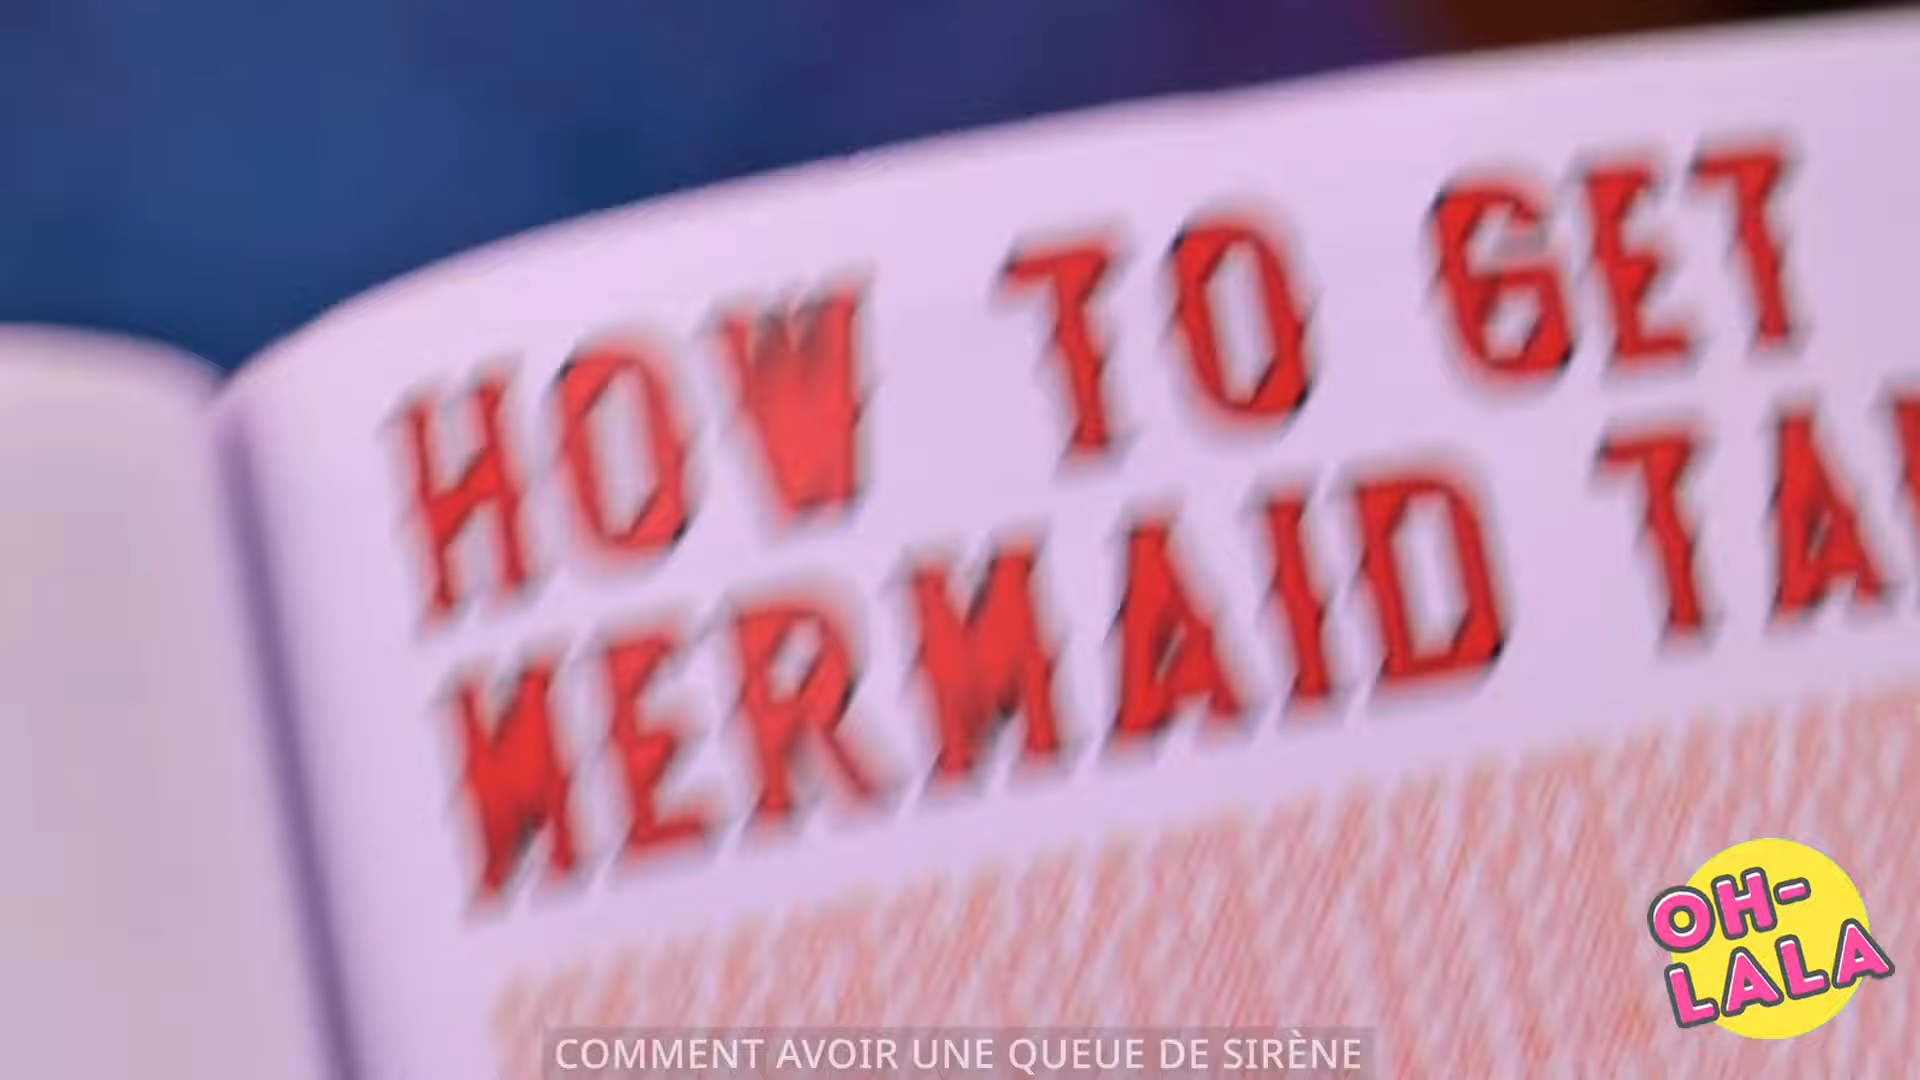 HOW TO GET
MERMAID
COMMENT AVOIR UNE QUEUE DE SIRÈNE
OH-
LALA